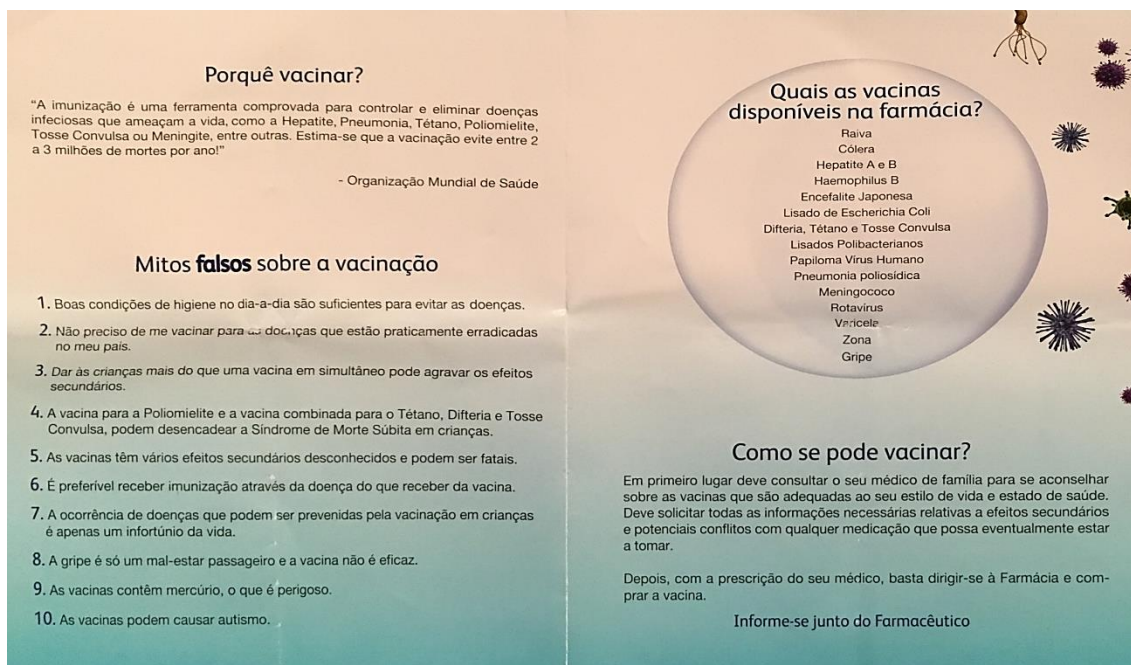 Porquê vacinar?
“A imunização é uma ferramenta comprovada para controlar e eliminar doenças
infeciosas que ameaçam a vida, como a Hepatite, Pneumonia, Tétano, Poliomielite,
Tosse Convulsa ou Meningite, entre outras. Estima-se que a vacinação evite entre 2
a 3 milhões de mortes por ano!”
- Organização Mundial de Saúde
Mitos falsos sobre a vacinação
1. Boas condições de higiene no dia-a-dia são suficientes para evitar as doenças.
2. Não preciso de me vacinar para as doenças que estão praticamente erradicadas
no meu país.
3. Dar às crianças mais do que uma vacina em simultâneo pode agravar os efeitos
secundários.
4. A vacina para a Poliomielite e a vacina combinada para o Tétano, Difteria e Tosse
Convulsa, podem desencadear a Síndrome de Morte Súbita em crianças.
5. As vacinas têm vários efeitos secundários desconhecidos e podem ser fatais.
6. É preferível receber imunização através da doença do que receber da vacina.
7. A ocorrência de doenças que podem ser prevenidas pela vacinação em crianças
é apenas um infortúnio da vida.
8. A gripe é só um mal-estar passageiro e a vacina não é eficaz.
9. As vacinas contêm mercúrio, o que é perigoso.
10. As vacinas podem causar autismo.
Quais as vacinas
disponíveis na farmácia?
Raiva
Cólera
Hepatite A e B
Haemophilus B
Encefalite Japonesa
Lisado de Escherichia Coli
Difteria, Tétano e Tosse Convulsa
Lisados Polibacterianos
Papiloma Vírus Humano
Pneumonia poliosídica
Meningococo
Rotavírus
Varicela
Zona
Gripe
Como se pode vacinar?
Em primeiro lugar deve consultar o seu médico de família para se aconselhar
sobre as vacinas que são adequadas ao seu estilo de vida e estado de saúde.
Deve solicitar todas as informações necessárias relativas a efeitos secundários
e potenciais conflitos com qualquer medicação que possa eventualmente estar
a tomar.
Depois, com a prescrição do seu médico, basta dirigir-se à Farmácia e com-
prar a vacina.
Informe-se junto do Farmacêutico